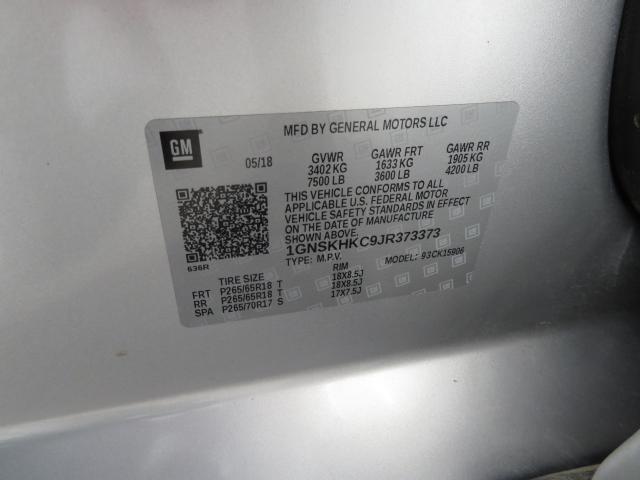 MFD BY GENERAL MOTORS LLC
GM
05/18 GVWR GAWR FRT GAWR RR
3402 KG 1633 KG 1905 KG
7500 LB 3600 LB 4200 LB
THIS VEHICLE CONFORMS TO ALL
APPLICABLE U.S. FEDERAL MOTOR
VEHICLE SAFETY STANDARDS IN EFFECT
ON THE DATE OF MANUFACTURE
SHOWN ABOVE.
1GNSKHKC9JR373373
636R TYPE: M.P.V. MODEL: 93CK15906
TIRE SIZE RIM
FRT P265/65R18 T 18X8.5J
RR P265/65R18 T 18X8.5J
SPA P265/70R17 S 17X7.5J